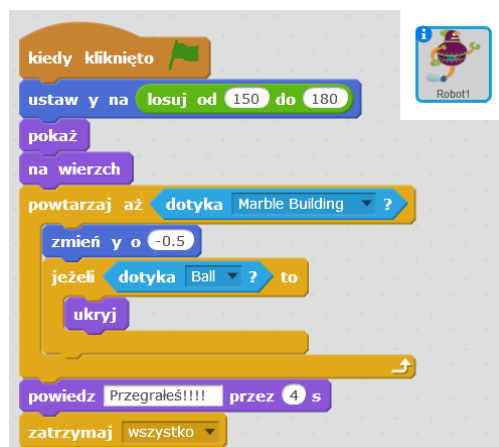 kiedy kliknięto
ustaw y na losuj od 150 do 180
pokaż
na wierzch
powtarzaj aż dotyka Marble Building ?
zmień y o -0.5
jeżeli dotyka Ball ? to
ukryj
powiedz Przegrałeś!!!! przez 4 s
zatrzymaj wszystko
i
Robot1